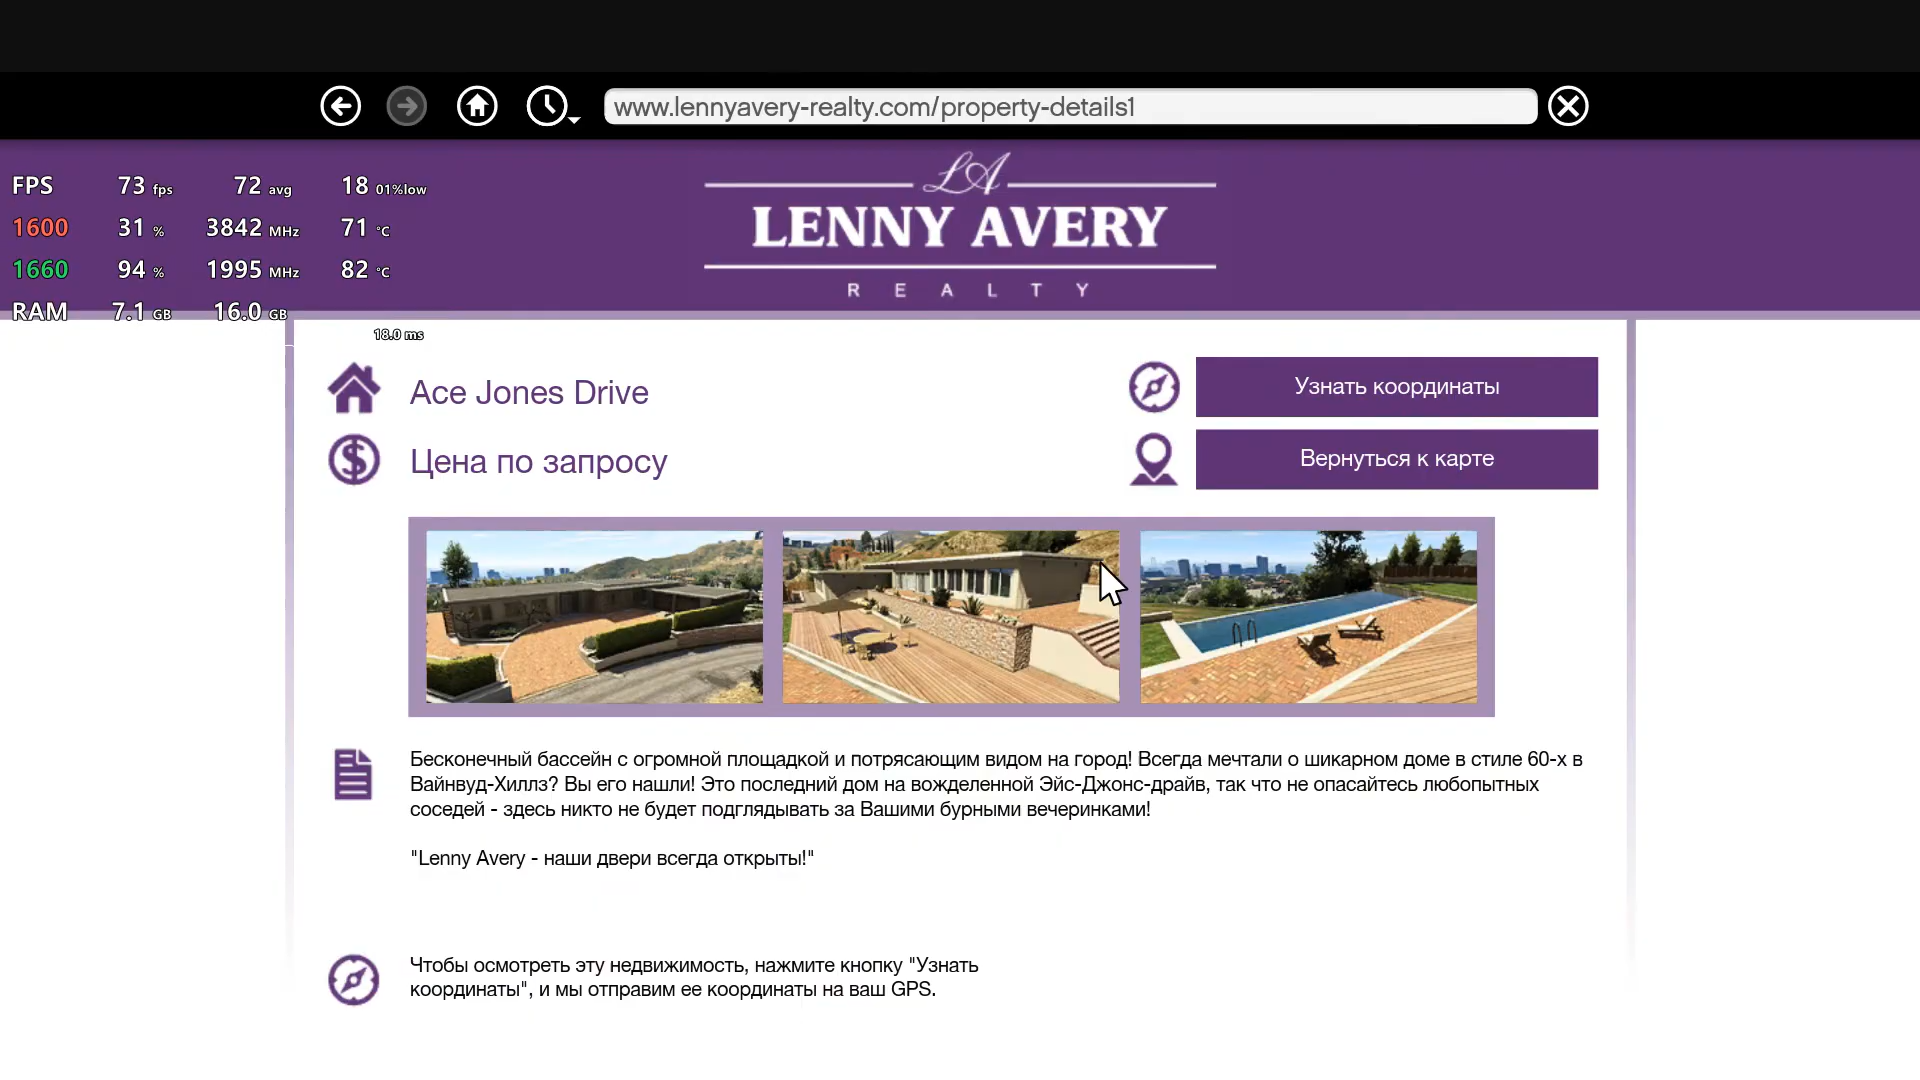 www.lennyavery-realty.com/property-details1
FPS 73 fps 72 avg 18 01%low
1600 31 % 3842 MHz 71 °C
1660 94 % 1995 MHz 82 °C
RAM 7.1 GB 16.0 GB
18.0 ms
LA
LENNY AVERY
REALTY
Ace Jones Drive
Узнать координаты
Цена по запросу
Вернуться к карте
Бесконечный бассейн с огромной площадкой и потрясающим видом на город! Всегда мечтали о шикарном доме в стиле 60-х в
Вайнвуд-Хиллз? Вы его нашли! Это последний дом на вожделенной Эйс-Джонс-драйв, так что не опасайтесь любопытных
соседей - здесь никто не будет подглядывать за Вашими бурными вечеринками!
"Lenny Avery - наши двери всегда открыты!"
Чтобы осмотреть эту недвижимость, нажмите кнопку "Узнать
координаты", и мы отправим ее координаты на ваш GPS.